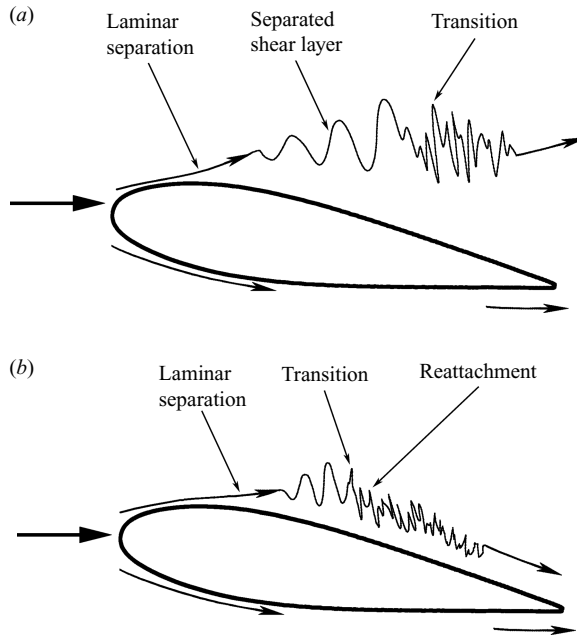 (a)
Laminar
separation
Separated
shear layer
Transition
(b)
Laminar
separation
Transition
Reattachment